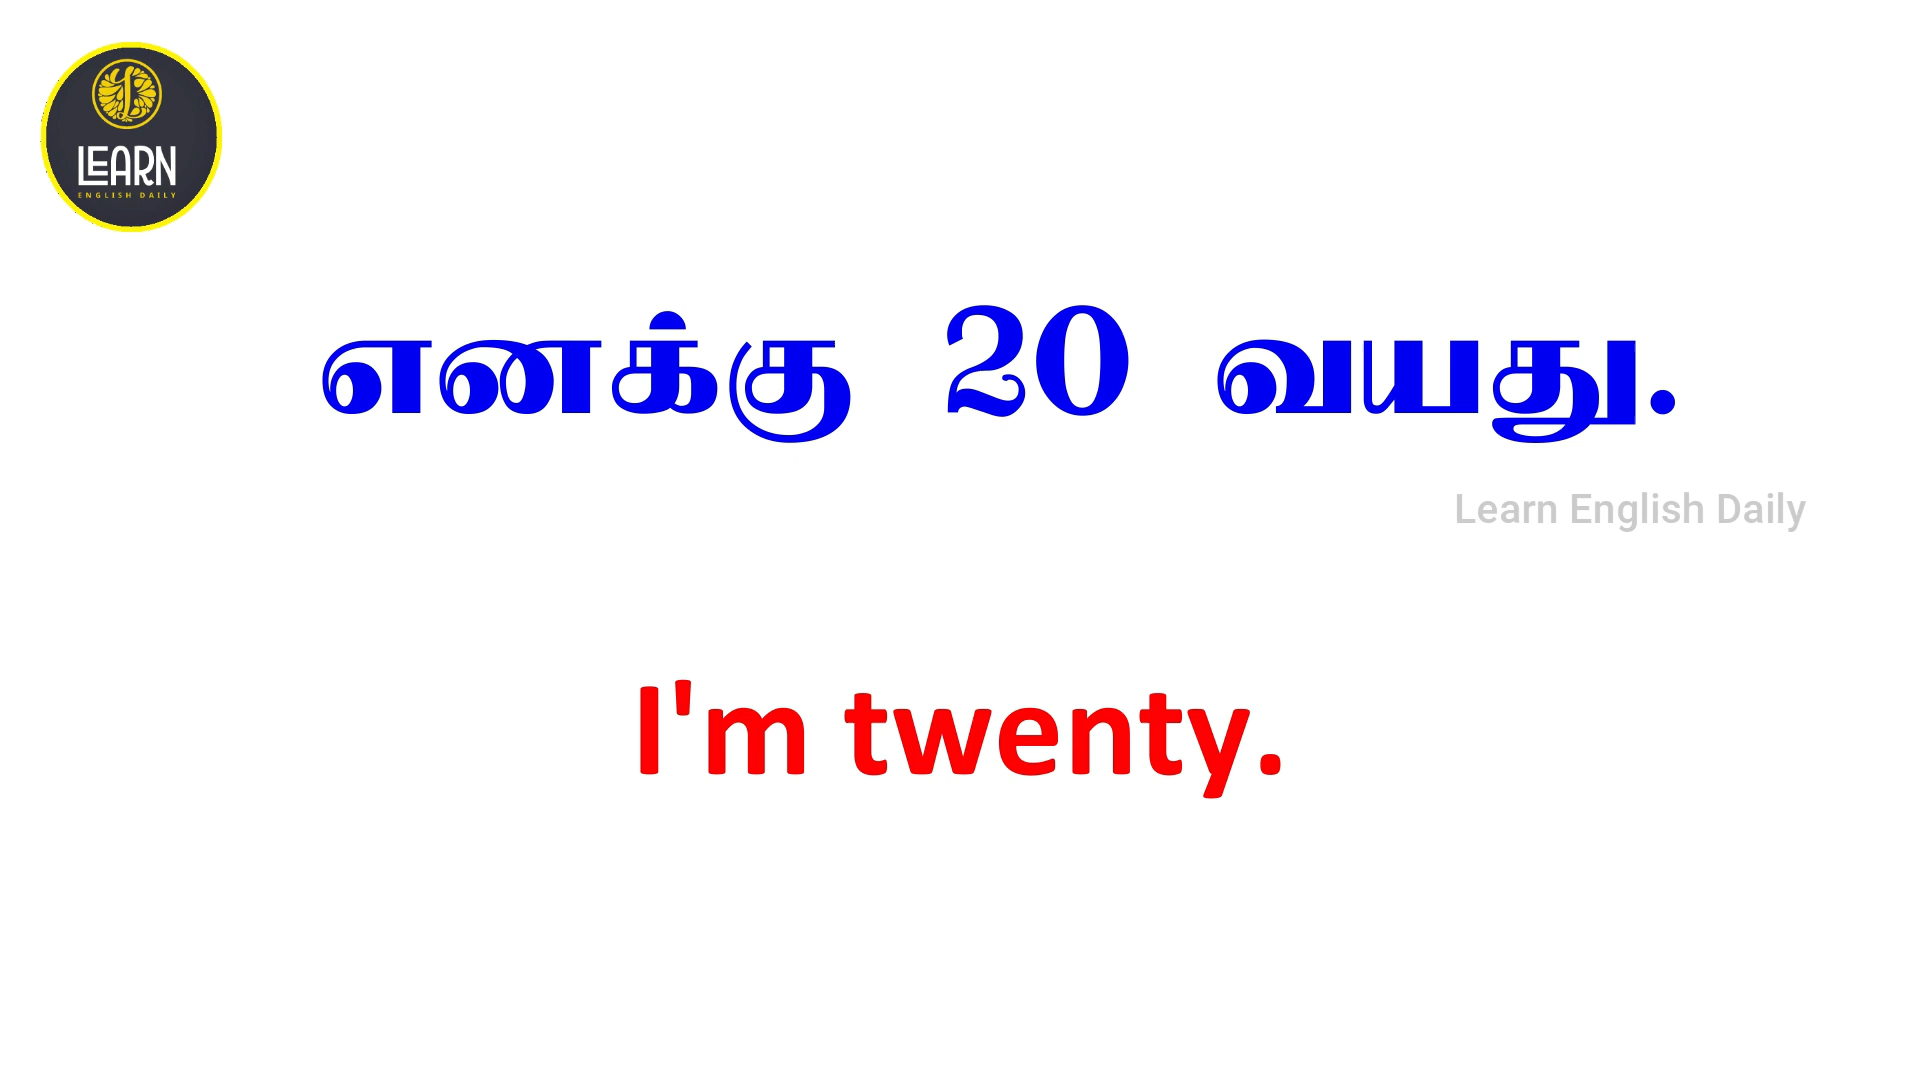 LEARN
ENGLISH DAILY
எனக்கு 20 வயது.
Learn English Daily
I'm twenty.